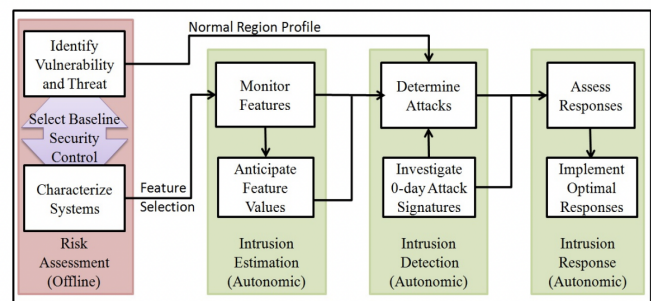 Normal Region Profile
Identify
Vulnerability
and Threat
Select Baseline
Security
Control
Characterize
Systems
Feature
Selection
Risk
Assessment
(Offline)
Monitor
Features
Anticipate
Feature
Values
Intrusion
Estimation
(Autonomic)
Determine
Attacks
Investigate
0-day Attack
Signatures
Intrusion
Detection
(Autonomic)
Assess
Responses
Implement
Optimal
Responses
Intrusion
Response
(Autonomic)